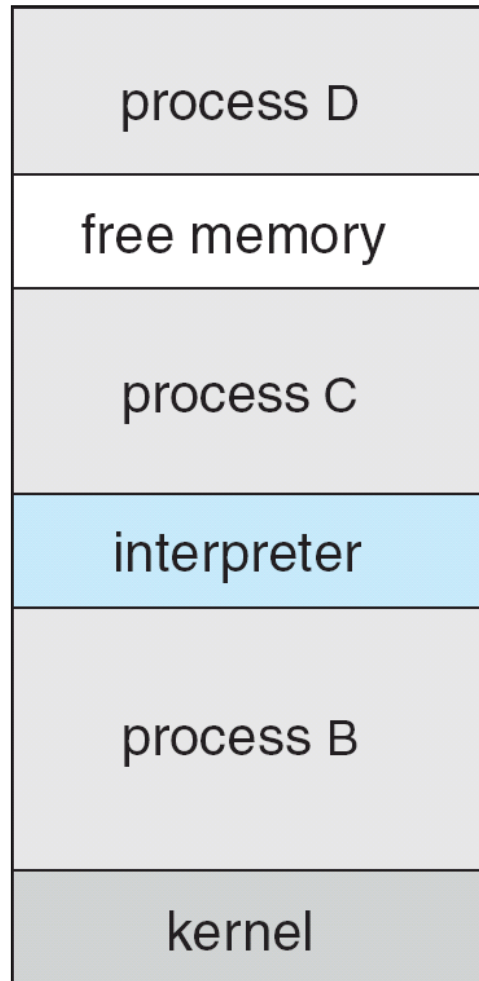 process D
free memory
process C
interpreter
process B
kernel